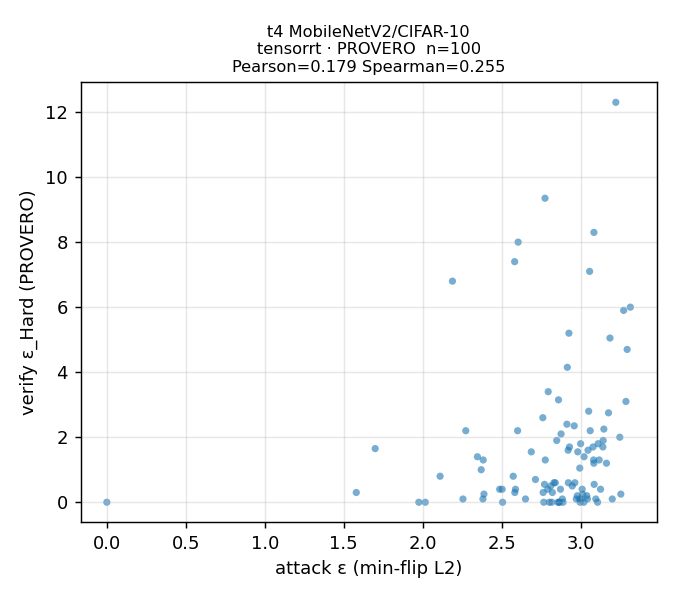 t4 MobileNetV2/CIFAR-10
tensorrt · PROVERO  n=100
Pearson=0.179 Spearman=0.255
12
10
8
6
4
2
0
verify ε_Hard (PROVERO)
0.0 0.5 1.0 1.5 2.0 2.5 3.0
attack ε (min-flip L2)